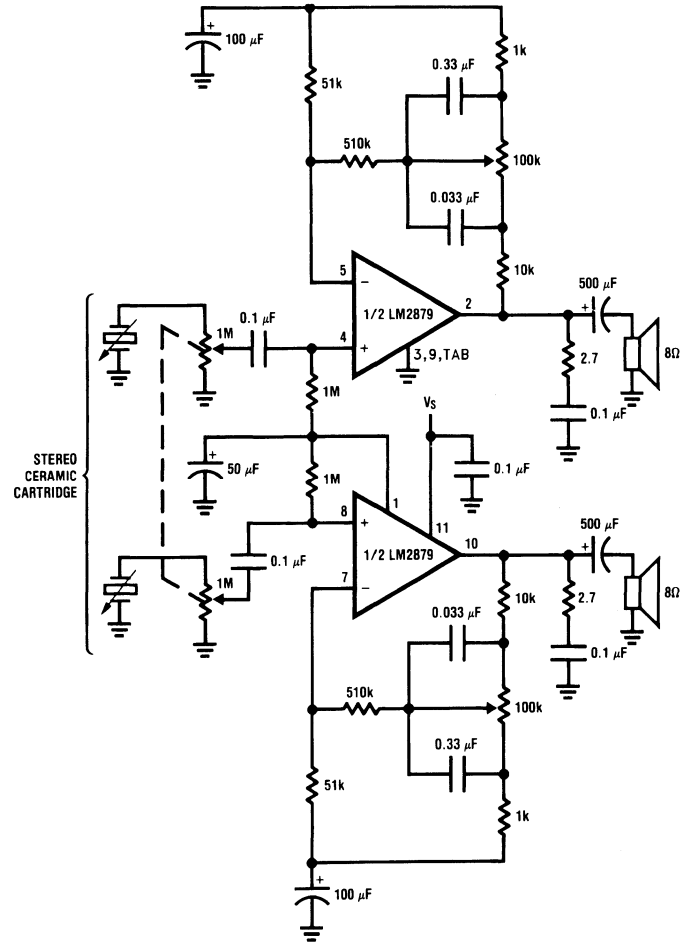 +
100 μF
1k
0.33 μF
51k
510k
100k
0.033 μF
10k
5
−
2
500 μF
+
1/2 LM2879
0.1 μF
1M
4
+
3,9,TAB
2.7
8Ω
1M
VS
0.1 μF
STEREO
CERAMIC
CARTRIDGE
+
50 μF
1M
0.1 μF
1
11
8
+
500 μF
10
+
1/2 LM2879
0.1 μF
1M
7
−
10k
2.7
8Ω
0.033 μF
0.1 μF
510k
100k
0.33 μF
51k
1k
+
100 μF